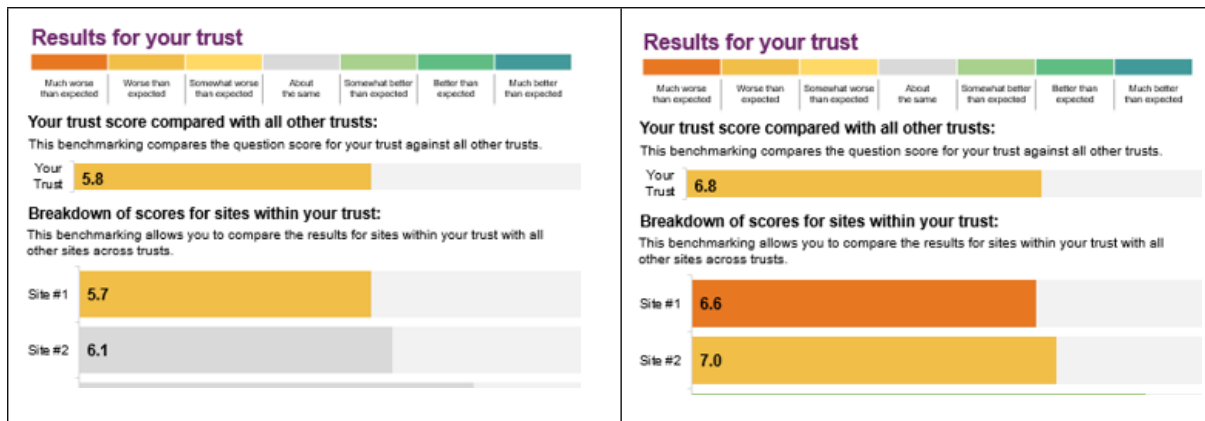 Results for your trust
Much worse than expected
Worse than expected
Somewhat worse than expected
About the same
Somewhat better than expected
Better than expected
Much better than expected
Your trust score compared with all other trusts:
This benchmarking compares the question score for your trust against all other trusts.
Your Trust 5.8
Breakdown of scores for sites within your trust:
This benchmarking allows you to compare the results for sites within your trust with all
other sites across trusts.
Site #1 5.7
Site #2 6.1
Results for your trust
Much worse than expected
Worse than expected
Somewhat worse than expected
About the same
Somewhat better than expected
Better than expected
Much better than expected
Your trust score compared with all other trusts:
This benchmarking compares the question score for your trust against all other trusts.
Your Trust 6.8
Breakdown of scores for sites within your trust:
This benchmarking allows you to compare the results for sites within your trust with all
other sites across trusts.
Site #1 6.6
Site #2 7.0